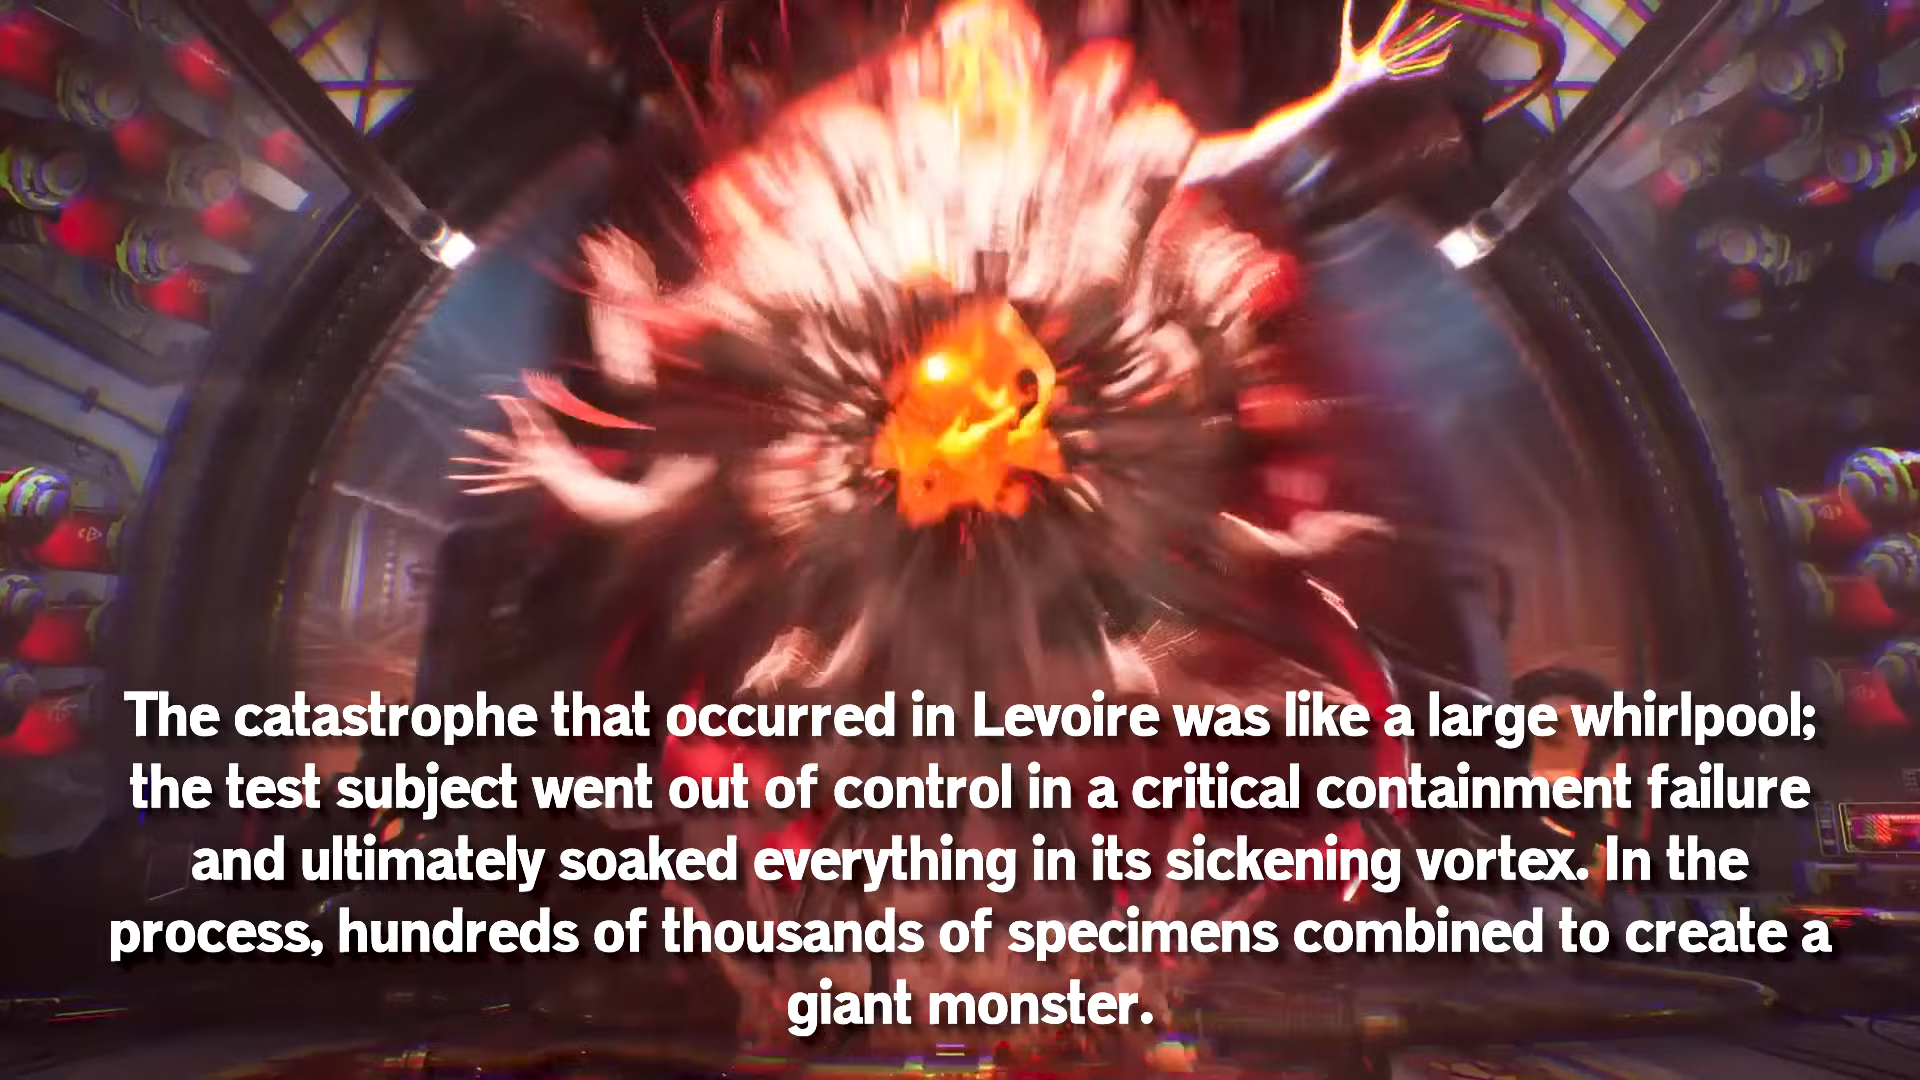 The catastrophe that occurred in Levoire was like a large whirlpool;
the test subject went out of control in a critical containment failure
and ultimately soaked everything in its sickening vortex. In the
process, hundreds of thousands of specimens combined to create a
giant monster.